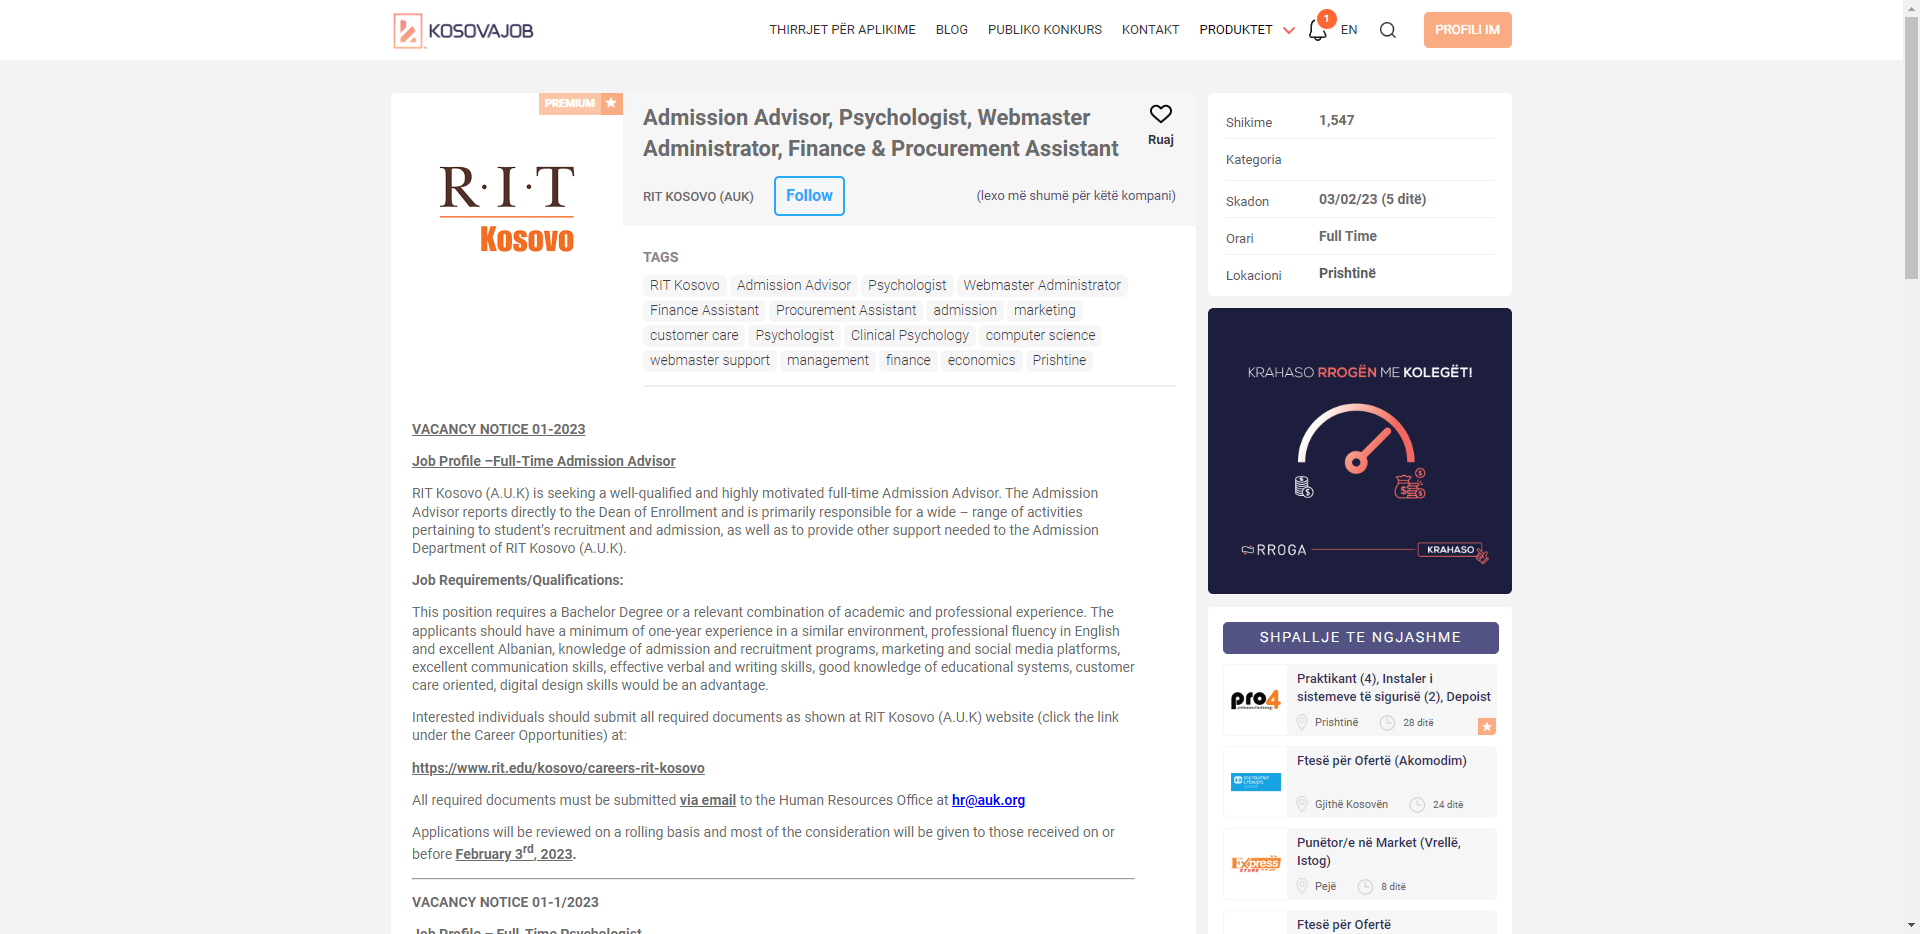 KOSOVAJOB
THIRRJET PËR APLIKIME BLOG PUBLIKO KONKURS KONTAKT PRODUKTET 1 EN PROFILI IM
PREMIUM
R·I·T
Kosovo
Admission Advisor, Psychologist, Webmaster
Administrator, Finance & Procurement Assistant
Ruaj
RIT KOSOVO (AUK) Follow (lexo më shumë për këtë kompani)
TAGS
RIT Kosovo Admission Advisor Psychologist Webmaster Administrator
Finance Assistant Procurement Assistant admission marketing
customer care Psychologist Clinical Psychology computer science
webmaster support management finance economics Prishtine
VACANCY NOTICE 01-2023
Job Profile –Full-Time Admission Advisor
RIT Kosovo (A.U.K) is seeking a well-qualified and highly motivated full-time Admission Advisor. The Admission
Advisor reports directly to the Dean of Enrollment and is primarily responsible for a wide – range of activities
pertaining to student’s recruitment and admission, as well as to provide other support needed to the Admission
Department of RIT Kosovo (A.U.K).
Job Requirements/Qualifications:
This position requires a Bachelor Degree or a relevant combination of academic and professional experience. The
applicants should have a minimum of one-year experience in a similar environment, professional fluency in English
and excellent Albanian, knowledge of admission and recruitment programs, marketing and social media platforms,
excellent communication skills, effective verbal and writing skills, good knowledge of educational systems, customer
care oriented, digital design skills would be an advantage.
Interested individuals should submit all required documents as shown at RIT Kosovo (A.U.K) website (click the link
under the Career Opportunities) at:
https://www.rit.edu/kosovo/careers-rit-kosovo
All required documents must be submitted via email to the Human Resources Office at hr@auk.org
Applications will be reviewed on a rolling basis and most of the consideration will be given to those received on or
before February 3rd, 2023.
VACANCY NOTICE 01-1/2023
Job Profile – Full-Time Psychologist
Shikime 1,547
Kategoria
Skadon 03/02/23 (5 ditë)
Orari Full Time
Lokacioni Prishtinë
KRAHASO RROGËN ME KOLEGËT!
RROGA KRAHASO
SHPALLJE TE NGJASHME
pro4
Praktikant (4), Instaler i
sistemeve të sigurisë (2), Depoist
Prishtinë 28 ditë
Ftesë për Ofertë (Akomodim)
Gjithë Kosovën 24 ditë
Express
STORE
Punëtor/e në Market (Vrellë,
Istog)
Pejë 8 ditë
Ftesë për Ofertë